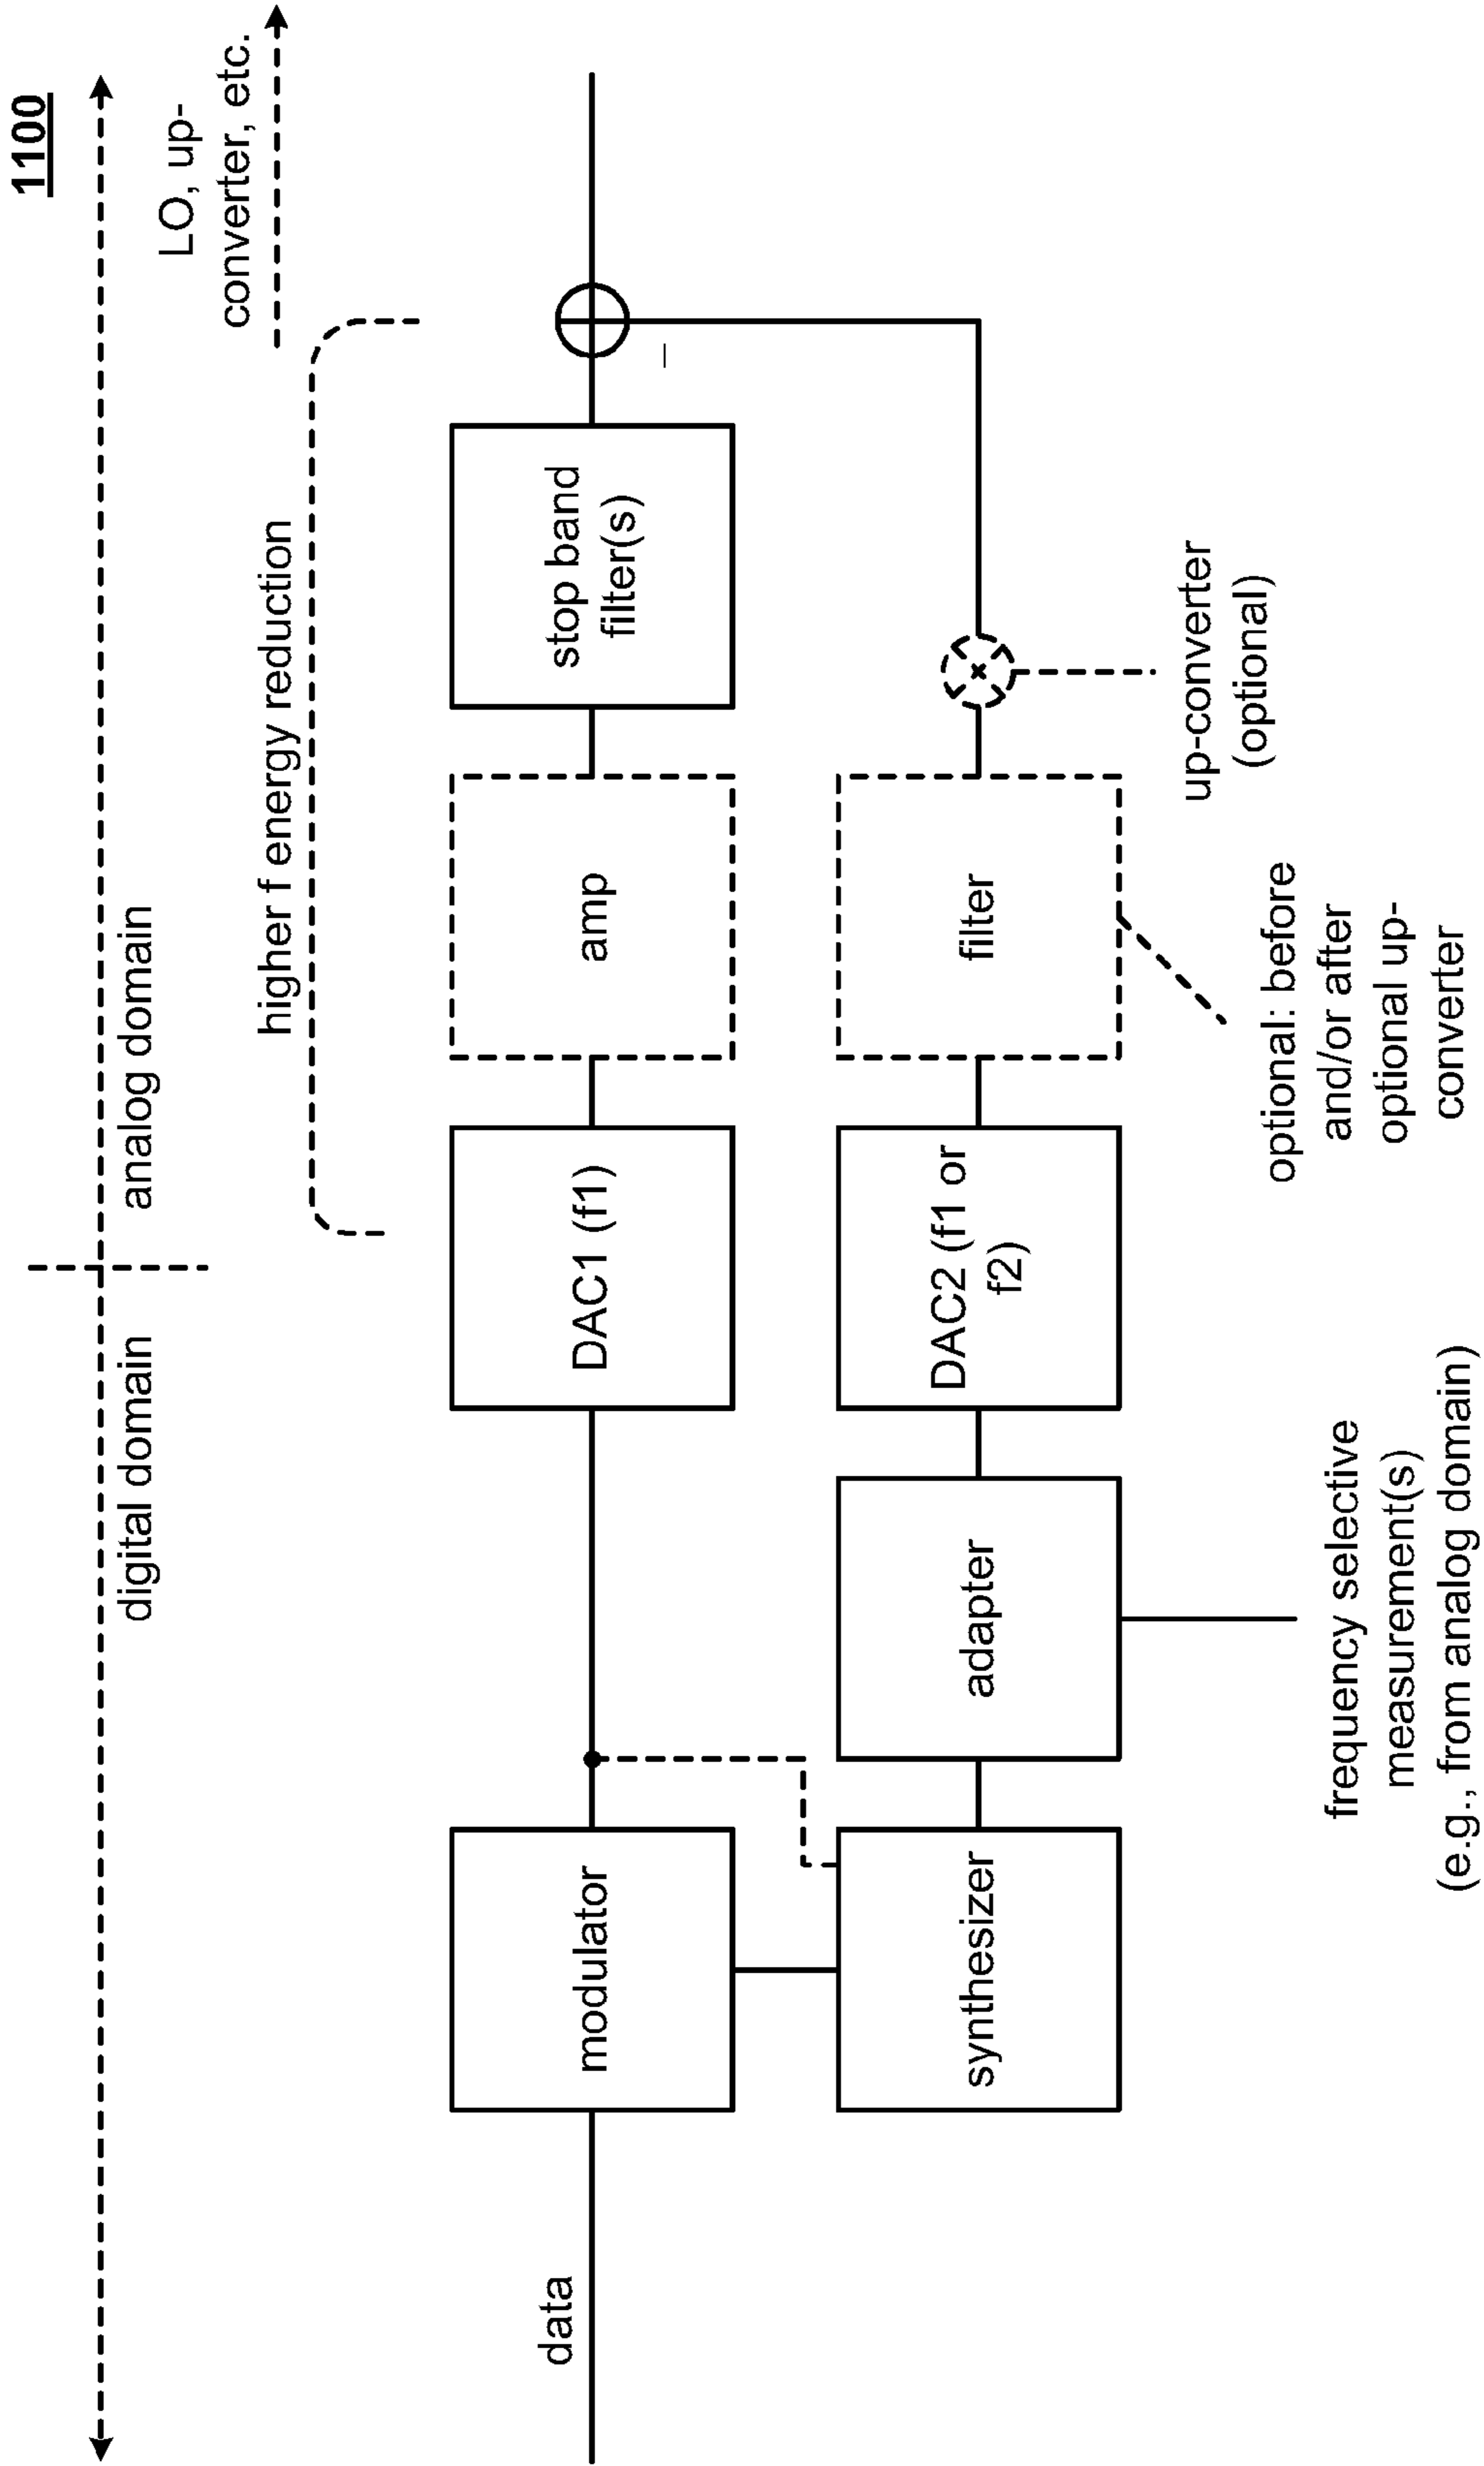 1100
digital domain
analog domain
LO, up-
converter, etc.
higher f energy reduction
data
modulator
DAC1 (f1)
amp
stop band
filter(s)
–
synthesizer
adapter
DAC2 (f1 or
f2)
filter
up-converter
(optional)
optional: before
and/or after
optional up-
converter
frequency selective
measurement(s)
(e.g., from analog domain)